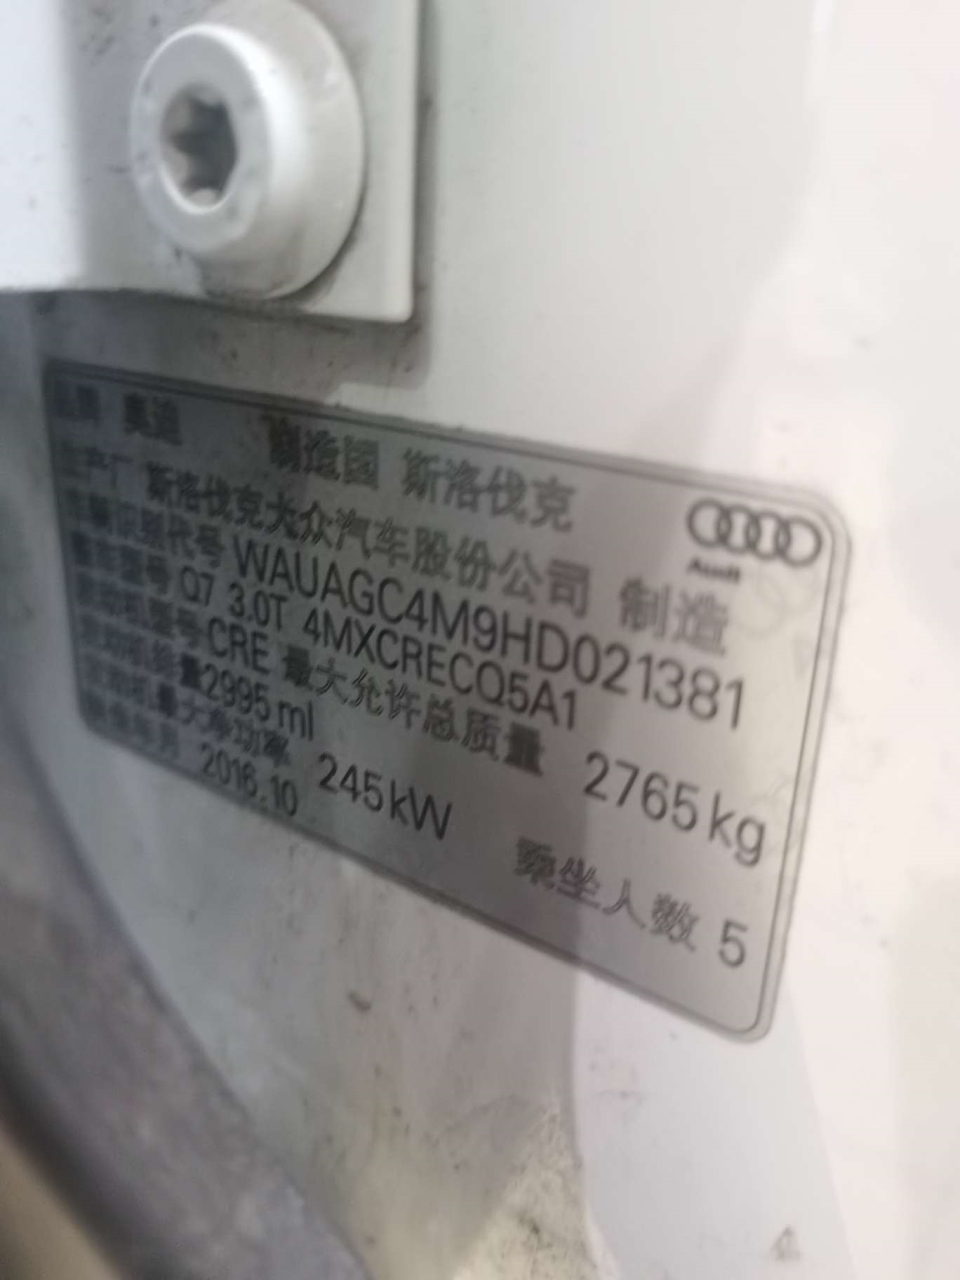 品牌 奥迪 制造国 斯洛伐克
Audi
生产厂 斯洛伐克大众汽车股份公司 制造
车辆识别代号 WAUAGC4M9HD021381
整车型号 Q7 3.0T 4MXCRECQ5A1
发动机型号 CRE 最大允许总质量 2765kg
发动机排量 2995ml
发动机最大净功率 245kW 乘坐人数 5
制造年月 2016.10